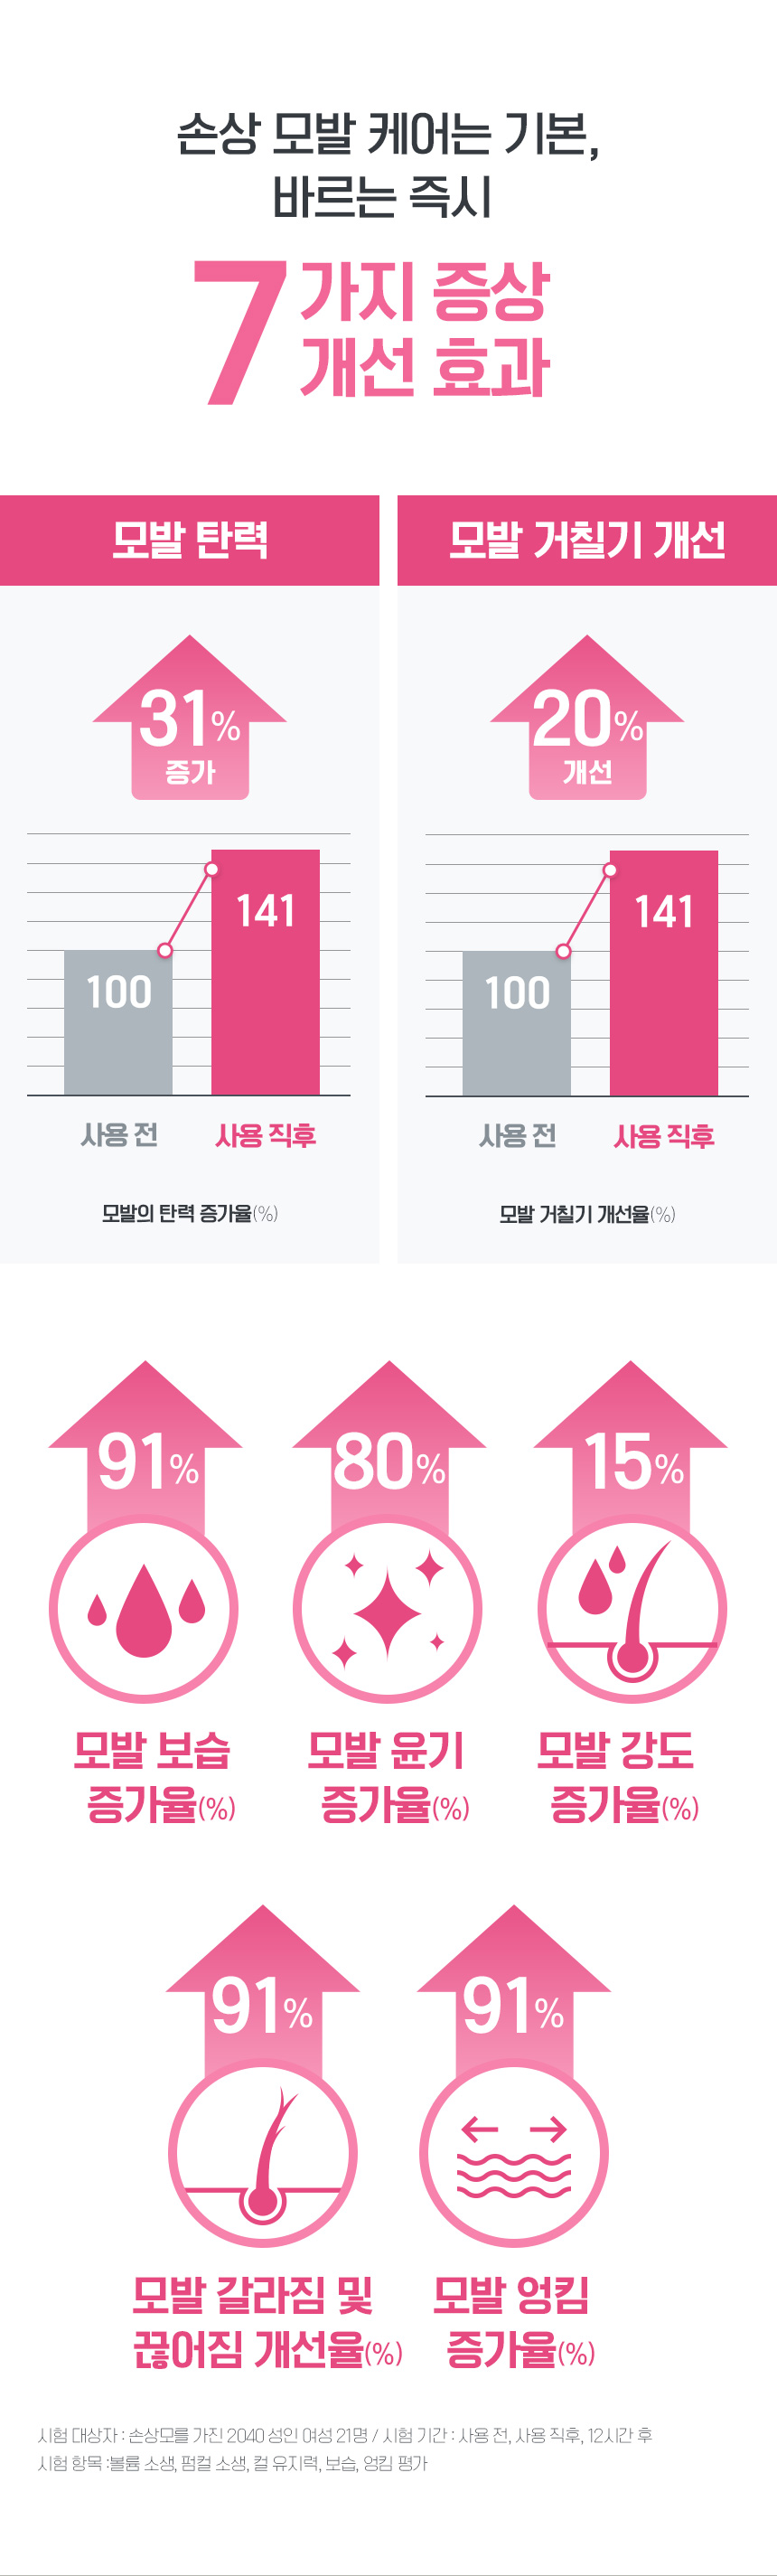 손상 모발 케어는 기본,
바르는 즉시
7가지 증상
개선 효과
모발 탄력
31%
증가
100
141
사용 전
사용 직후
모발의 탄력 증가율(%)
모발 거칠기 개선
20%
개선
100
141
사용 전
사용 직후
모발 거칠기 개선율(%)
91%
모발 보습
증가율(%)
80%
모발 윤기
증가율(%)
15%
모발 강도
증가율(%)
91%
모발 갈라짐 및
끊어짐 개선율(%)
91%
모발 엉킴
증가율(%)
시험 대상자 : 손상모를 가진 2040 성인 여성 21명 / 시험 기간 : 사용 전, 사용 직후, 12시간 후
시험 항목 :볼륨 소생, 펌컬 소생, 컬 유지력, 보습, 엉킴 평가